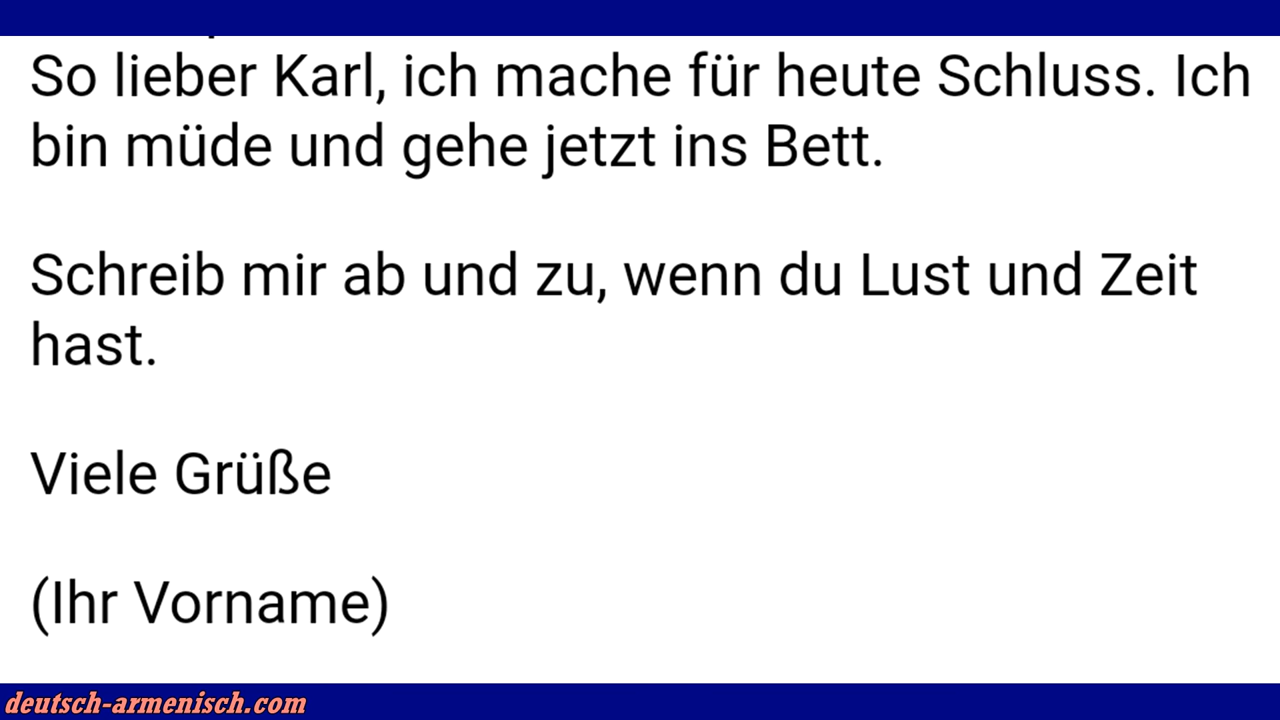 So lieber Karl, ich mache für heute Schluss. Ich
bin müde und gehe jetzt ins Bett.
Schreib mir ab und zu, wenn du Lust und Zeit
hast.
Viele Grüße
(Ihr Vorname)
deutsch-armenisch.com